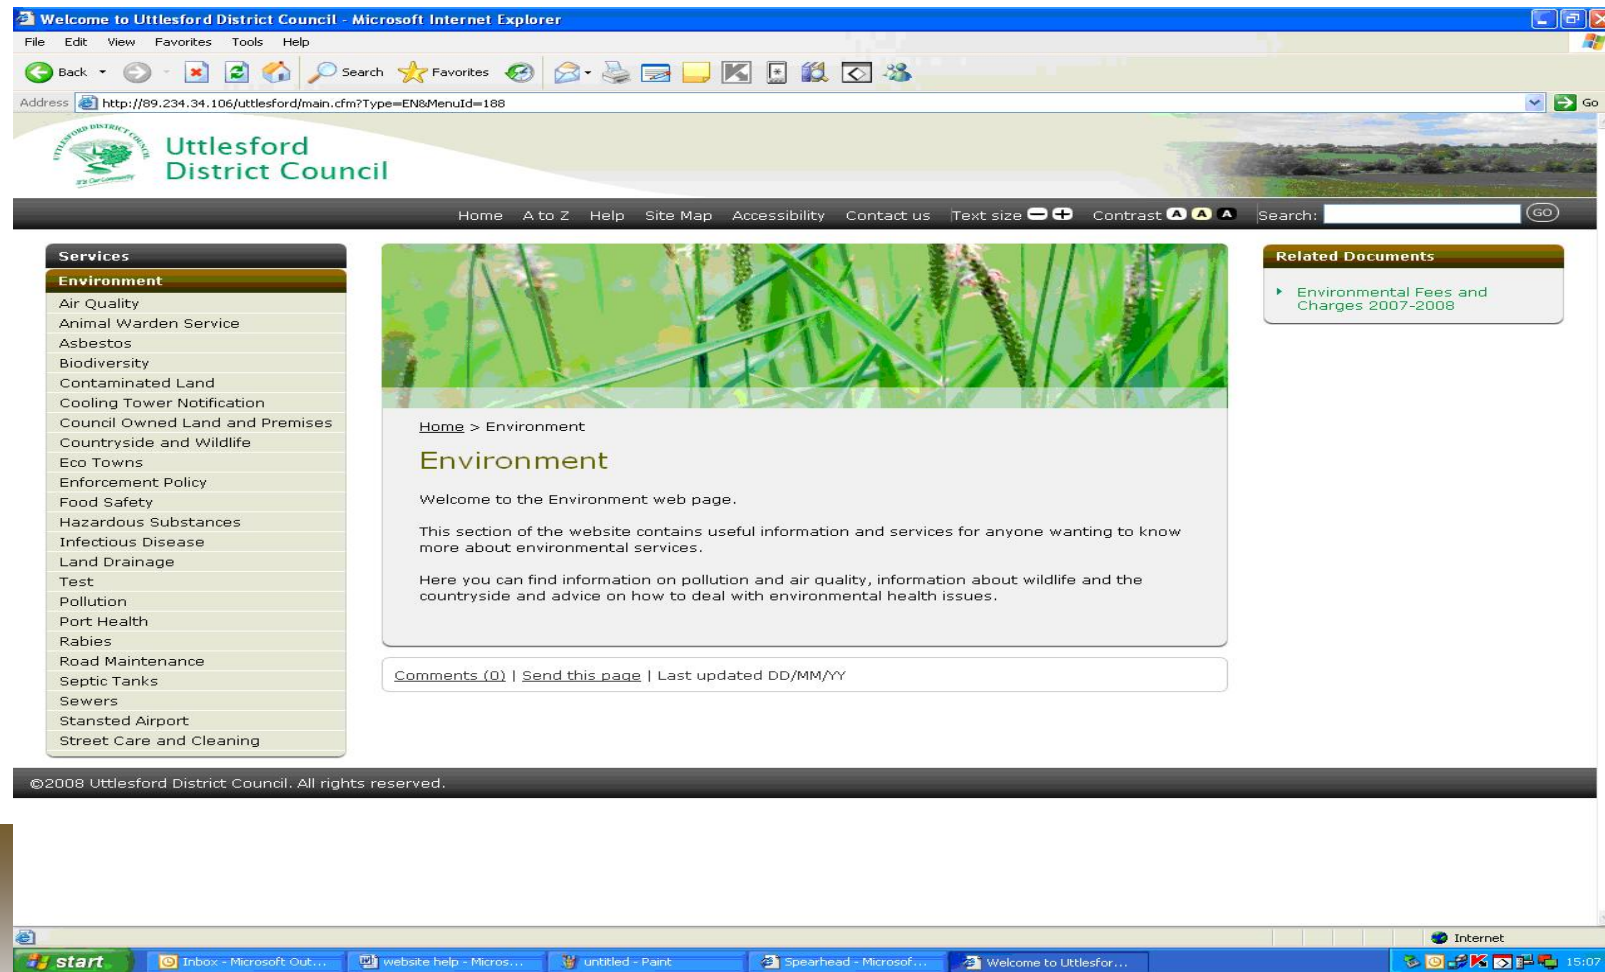 Welcome to Uttlesford District Council - Microsoft Internet Explorer
File Edit View Favorites Tools Help
Back Search Favorites
Address http://89.234.34.106/uttlesford/main.cfm?Type=EN&MenuId=188 Go
UTTLESFORD DISTRICT COUNCIL
Uttlesford
District Council
Home A to Z Help Site Map Accessibility Contact us Text size Contrast A A A Search: GO
Services
Environment
Air Quality
Animal Warden Service
Asbestos
Biodiversity
Contaminated Land
Cooling Tower Notification
Council Owned Land and Premises
Countryside and Wildlife
Eco Towns
Enforcement Policy
Food Safety
Hazardous Substances
Infectious Disease
Land Drainage
Test
Pollution
Port Health
Rabies
Road Maintenance
Septic Tanks
Sewers
Stansted Airport
Street Care and Cleaning
Home > Environment
Environment
Welcome to the Environment web page.
This section of the website contains useful information and services for anyone wanting to know
more about environmental services.
Here you can find information on pollution and air quality, information about wildlife and the
countryside and advice on how to deal with environmental health issues.
Comments (0) | Send this page | Last updated DD/MM/YY
Related Documents
Environmental Fees and
Charges 2007-2008
©2008 Uttlesford District Council. All rights reserved.
Internet
start Inbox - Microsoft Out... website help - Micros... untitled - Paint Spearhead - Microsof... Welcome to Uttlesfor... 15:07